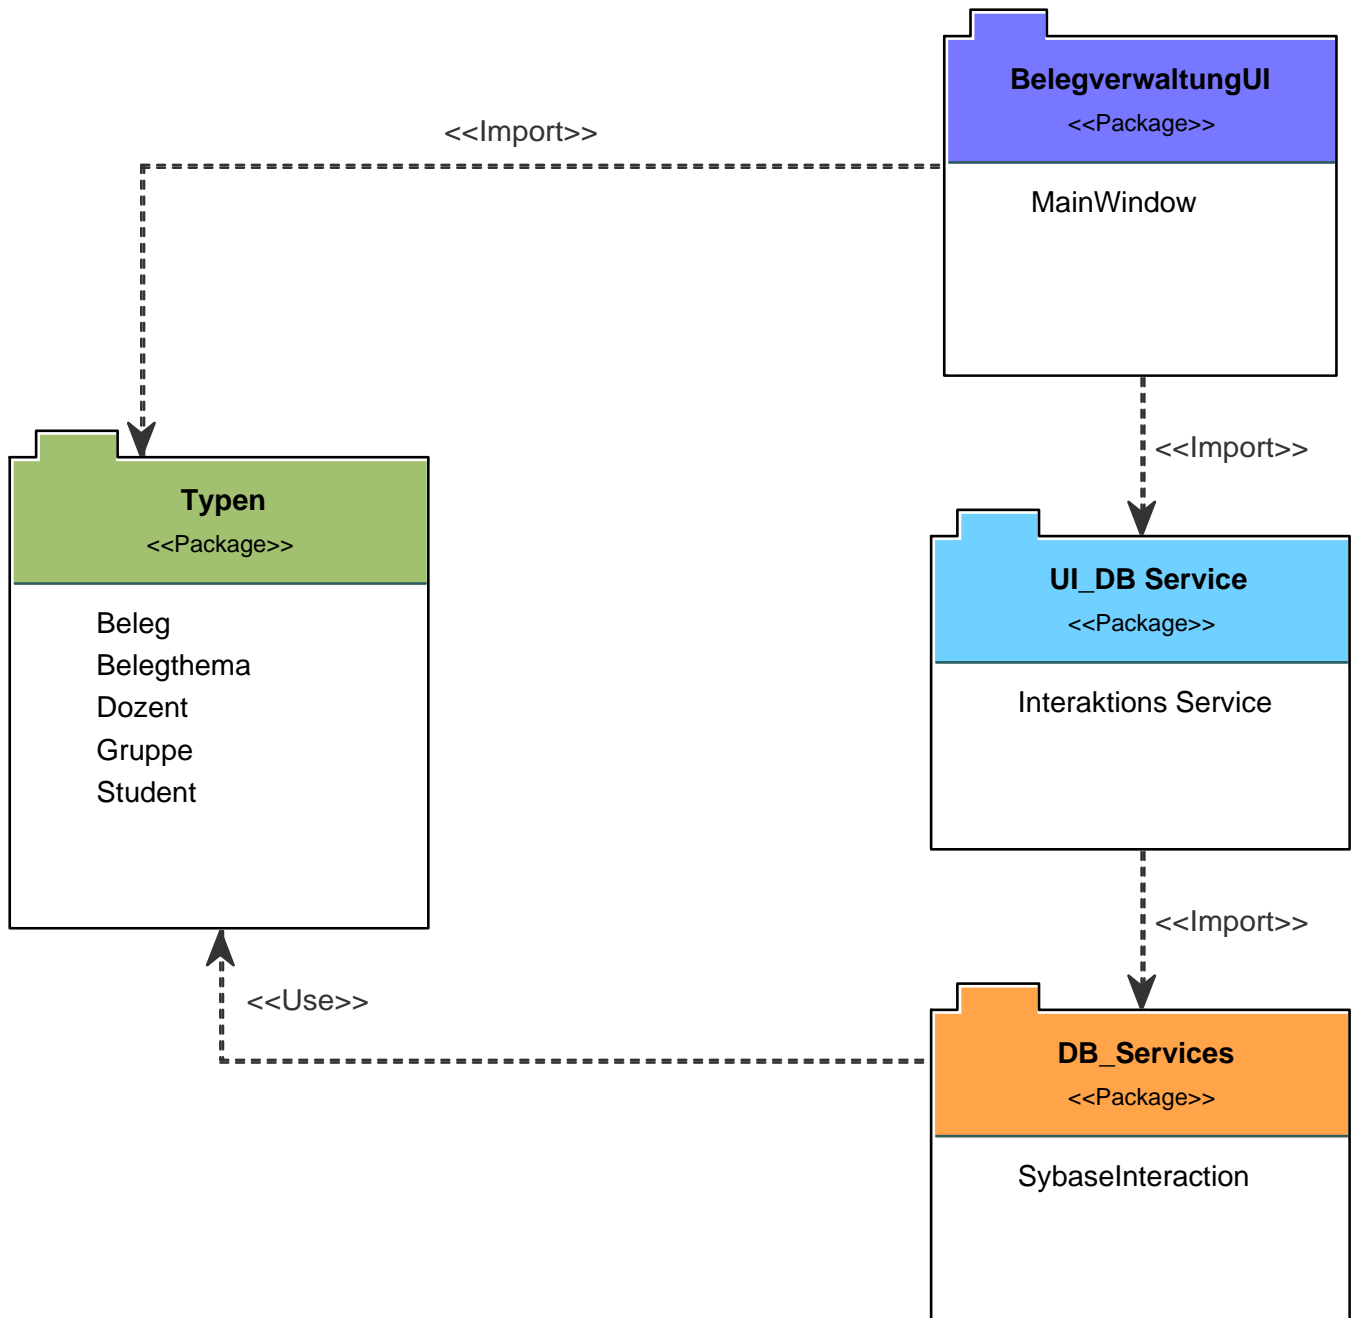 BelegverwaltungUI
<<Package>>
MainWindow
<<Import>>
<<Import>>
Typen
<<Package>>
Beleg
Belegthema
Dozent
Gruppe
Student
UI_DB Service
<<Package>>
Interaktions Service
<<Import>>
<<Use>>
DB_Services
<<Package>>
SybaseInteraction